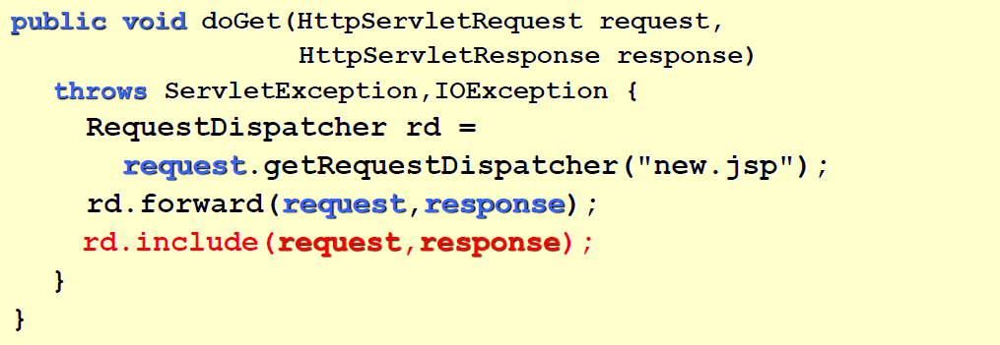 public void doGet(HttpServletRequest request,
HttpServletResponse response)
throws ServletException,IOException {
RequestDispatcher rd =
request.getRequestDispatcher("new.jsp");
rd.forward(request,response);
rd.include(request,response);
}
}